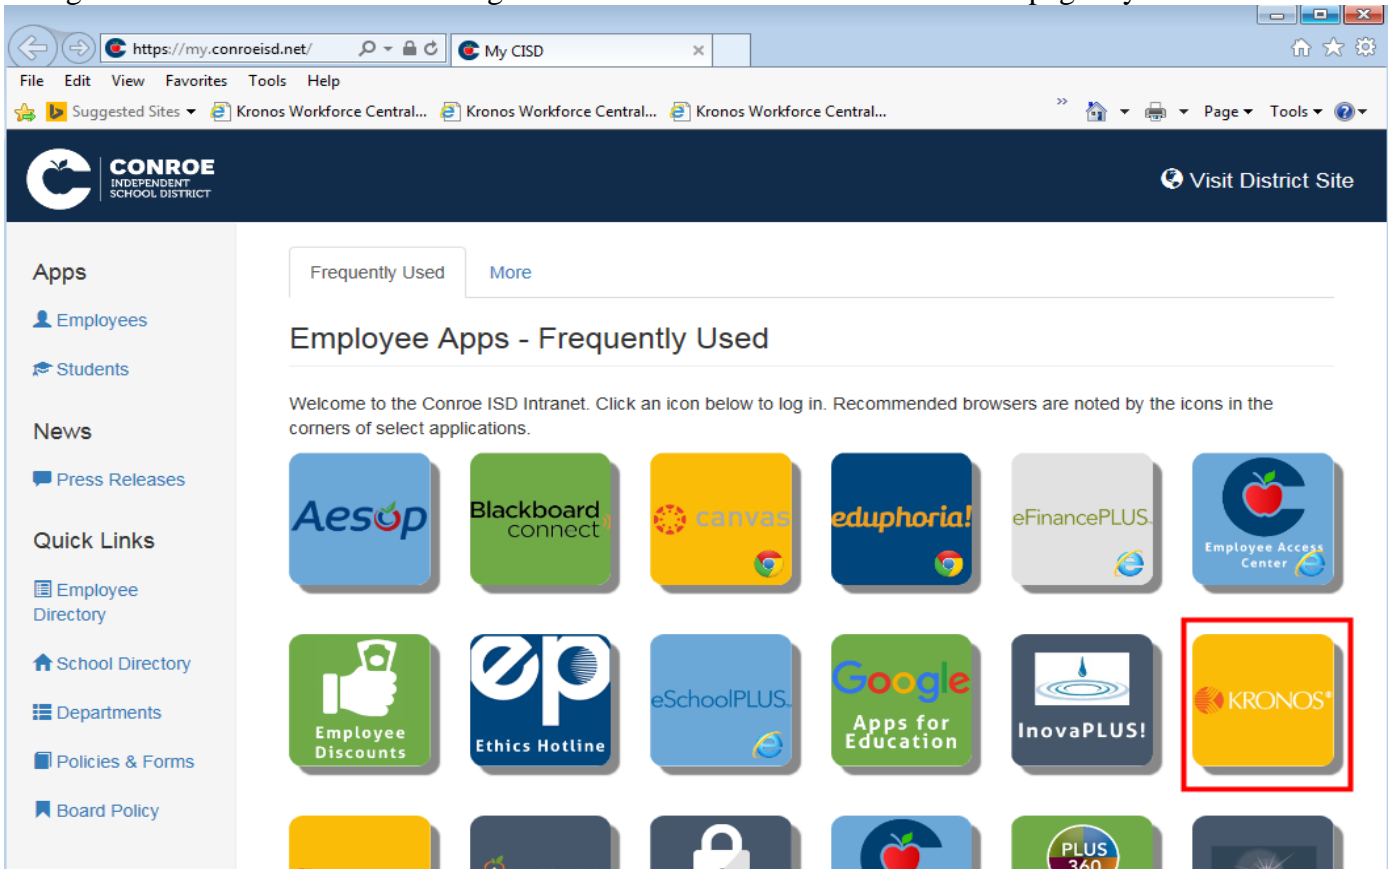 https://my.conroeisd.net/
My CISD
File Edit View Favorites Tools Help
Suggested Sites Kronos Workforce Central... Kronos Workforce Central... Kronos Workforce Central... Page Tools
CONROE
INDEPENDENT
SCHOOL DISTRICT
Visit District Site
Apps
Employees
Students
News
Press Releases
Quick Links
Employee
Directory
School Directory
Departments
Policies & Forms
Board Policy
Frequently Used More
Employee Apps - Frequently Used
Welcome to the Conroe ISD Intranet. Click an icon below to log in. Recommended browsers are noted by the icons in the
corners of select applications.
Aesop
Blackboard
connect
canvas
eduphoria!
eFinancePLUS
Employee Access
Center
Employee
Discounts
ep
Ethics Hotline
eSchoolPLUS
Google
Apps for
Education
InovaPLUS!
KRONOS
PLUS
360